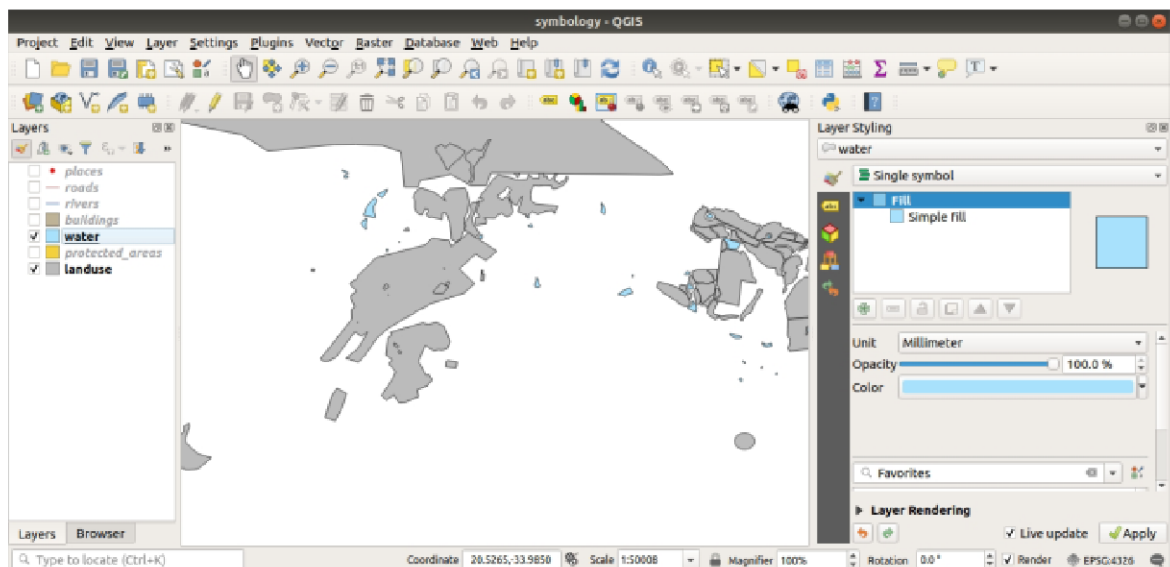 symbology - QGIS
Project Edit View Layer Settings Plugins Vector Raster Database Web Help
Layers
places
roads
rivers
buildings
water
protected_areas
landuse
Layers Browser
Layer Styling
water
Single symbol
Fill
Simple fill
Unit Millimeter
Opacity 100.0 %
Color
Favorites
Layer Rendering
Live update Apply
Type to locate (Ctrl+K) Coordinate 20.5265,-33.9850 Scale 1:50008 Magnifier 100% Rotation 0.0 ° Render EPSG:4326